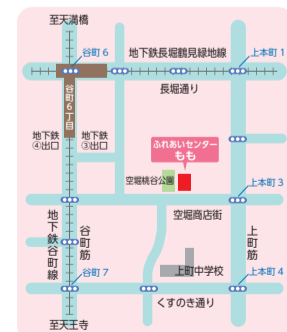 至天満橋
谷町6
地下鉄長堀鶴見緑地線
上本町1
長堀通り
谷町6丁目
地下鉄
④出口
地下鉄
③出口
ふれあいセンター
もも
空堀桃谷公園
上本町3
空堀商店街
地下鉄谷町線
谷町筋
上町筋
上町中学校
谷町7
上本町4
くすのき通り
至天王寺